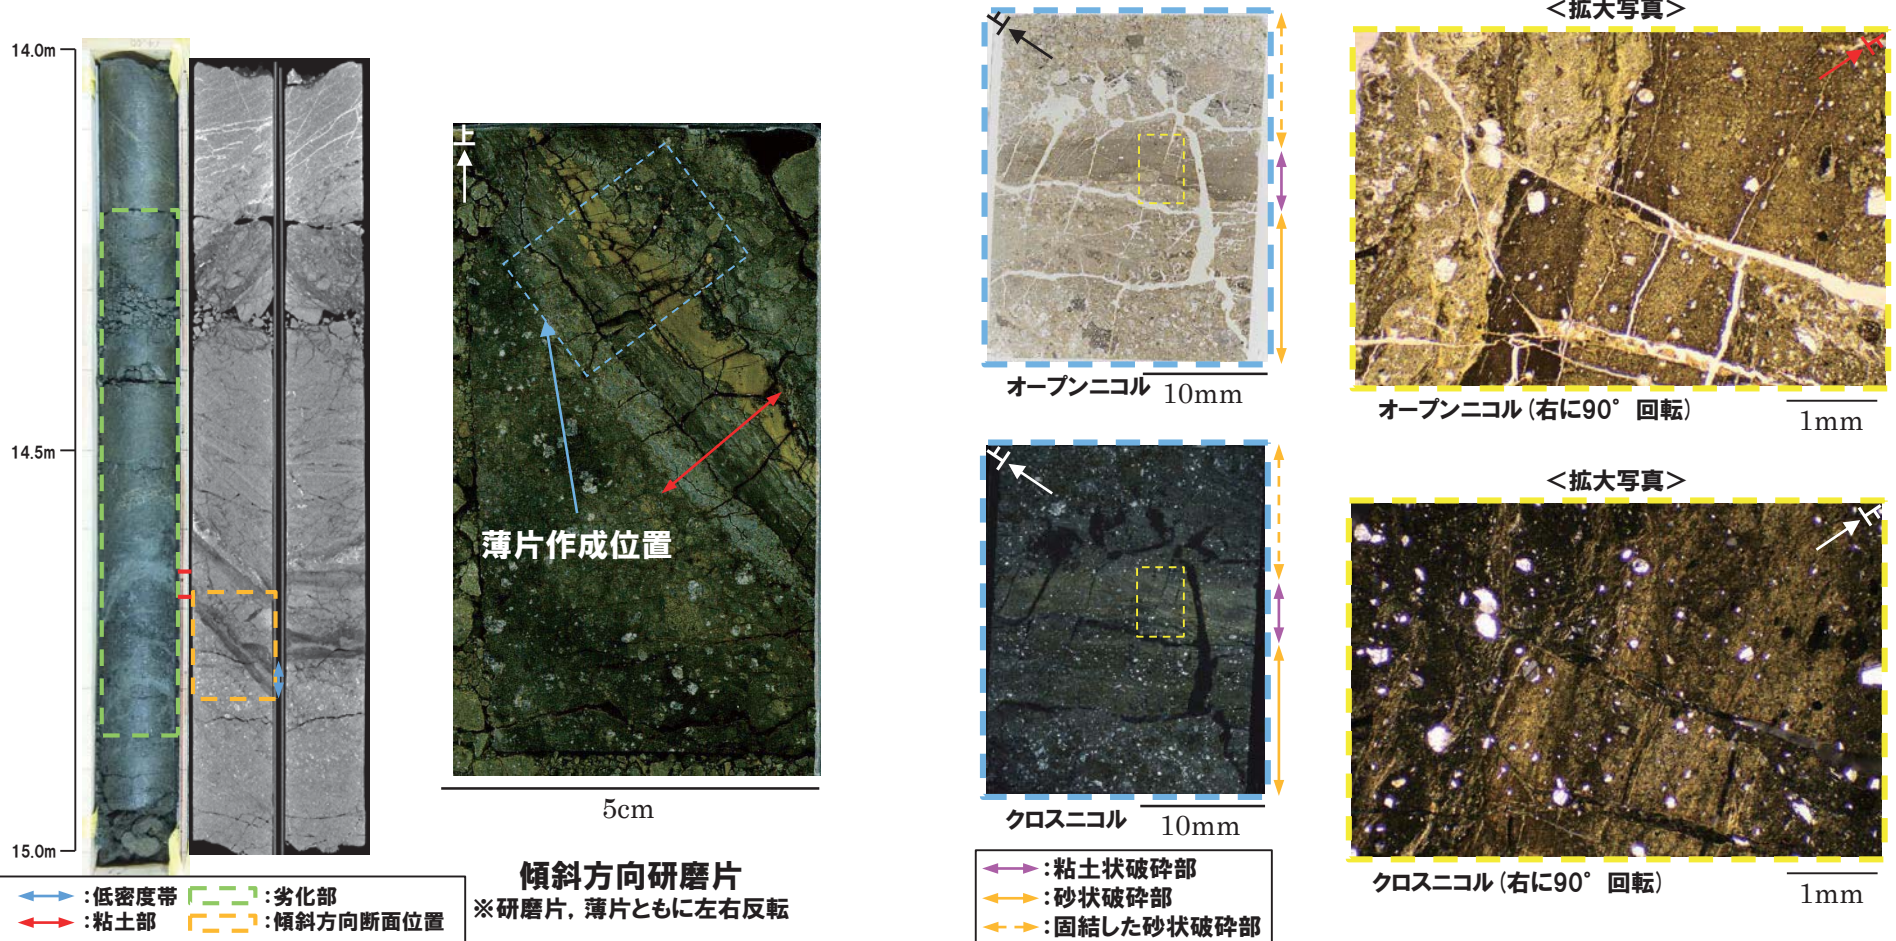 14.0m
14.5m
15.0m
上
薄片作成位置
5cm
傾斜方向研磨片
※研磨片，薄片ともに左右反転
:低密度帯
:劣化部
:粘土部
:傾斜方向断面位置
上
オープンニコル
10mm
上
クロスニコル
10mm
:粘土状破砕部
:砂状破砕部
:固結した砂状破砕部
<拡大写真>
上
オープンニコル（右に90°回転）
1mm
<拡大写真>
上
クロスニコル（右に90°回転）
1mm